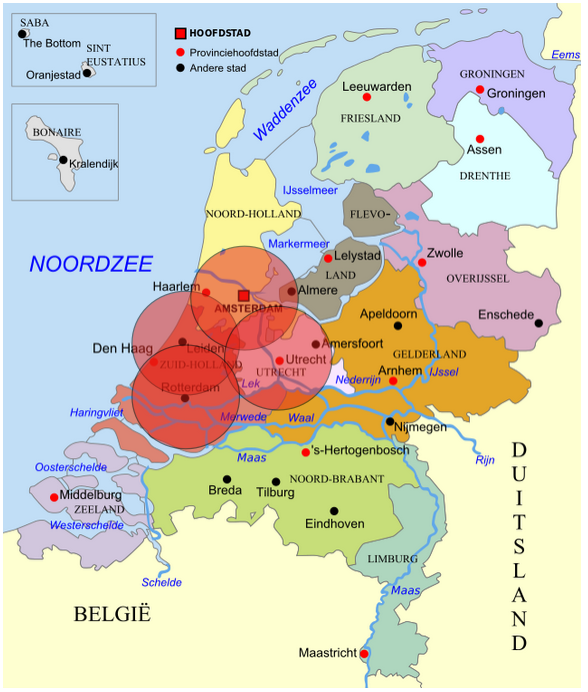 SABA
The Bottom
SINT
EUSTATIUS
Oranjestad
BONAIRE
Kralendijk
HOOFDSTAD
Provinciehoofdstad
Andere stad
Eems
GRONINGEN
Groningen
Leeuwarden
FRIESLAND
Waddenzee
Assen
DRENTHE
IJsselmeer
NOORD-HOLLAND
FLEVO-
Markermeer
NOORDZEE
Lelystad
LAND
Zwolle
OVERIJSSEL
Haarlem
Almere
AMSTERDAM
Apeldoorn
Enschede
Den Haag
Leiden
Amersfoort
GELDERLAND
ZUID-HOLLAND
Utrecht
UTRECHT
Arnhem
IJssel
Nederrijn
Lek
Rotterdam
Haringvliet
Merwede
Waal
Nijmegen
Rijn
Maas
's-Hertogenbosch
Oosterschelde
Middelburg
ZEELAND
Breda
Tilburg
NOORD-BRABANT
Westerschelde
Eindhoven
LIMBURG
Schelde
Maas
BELGIË
DUITSLAND
Maastricht